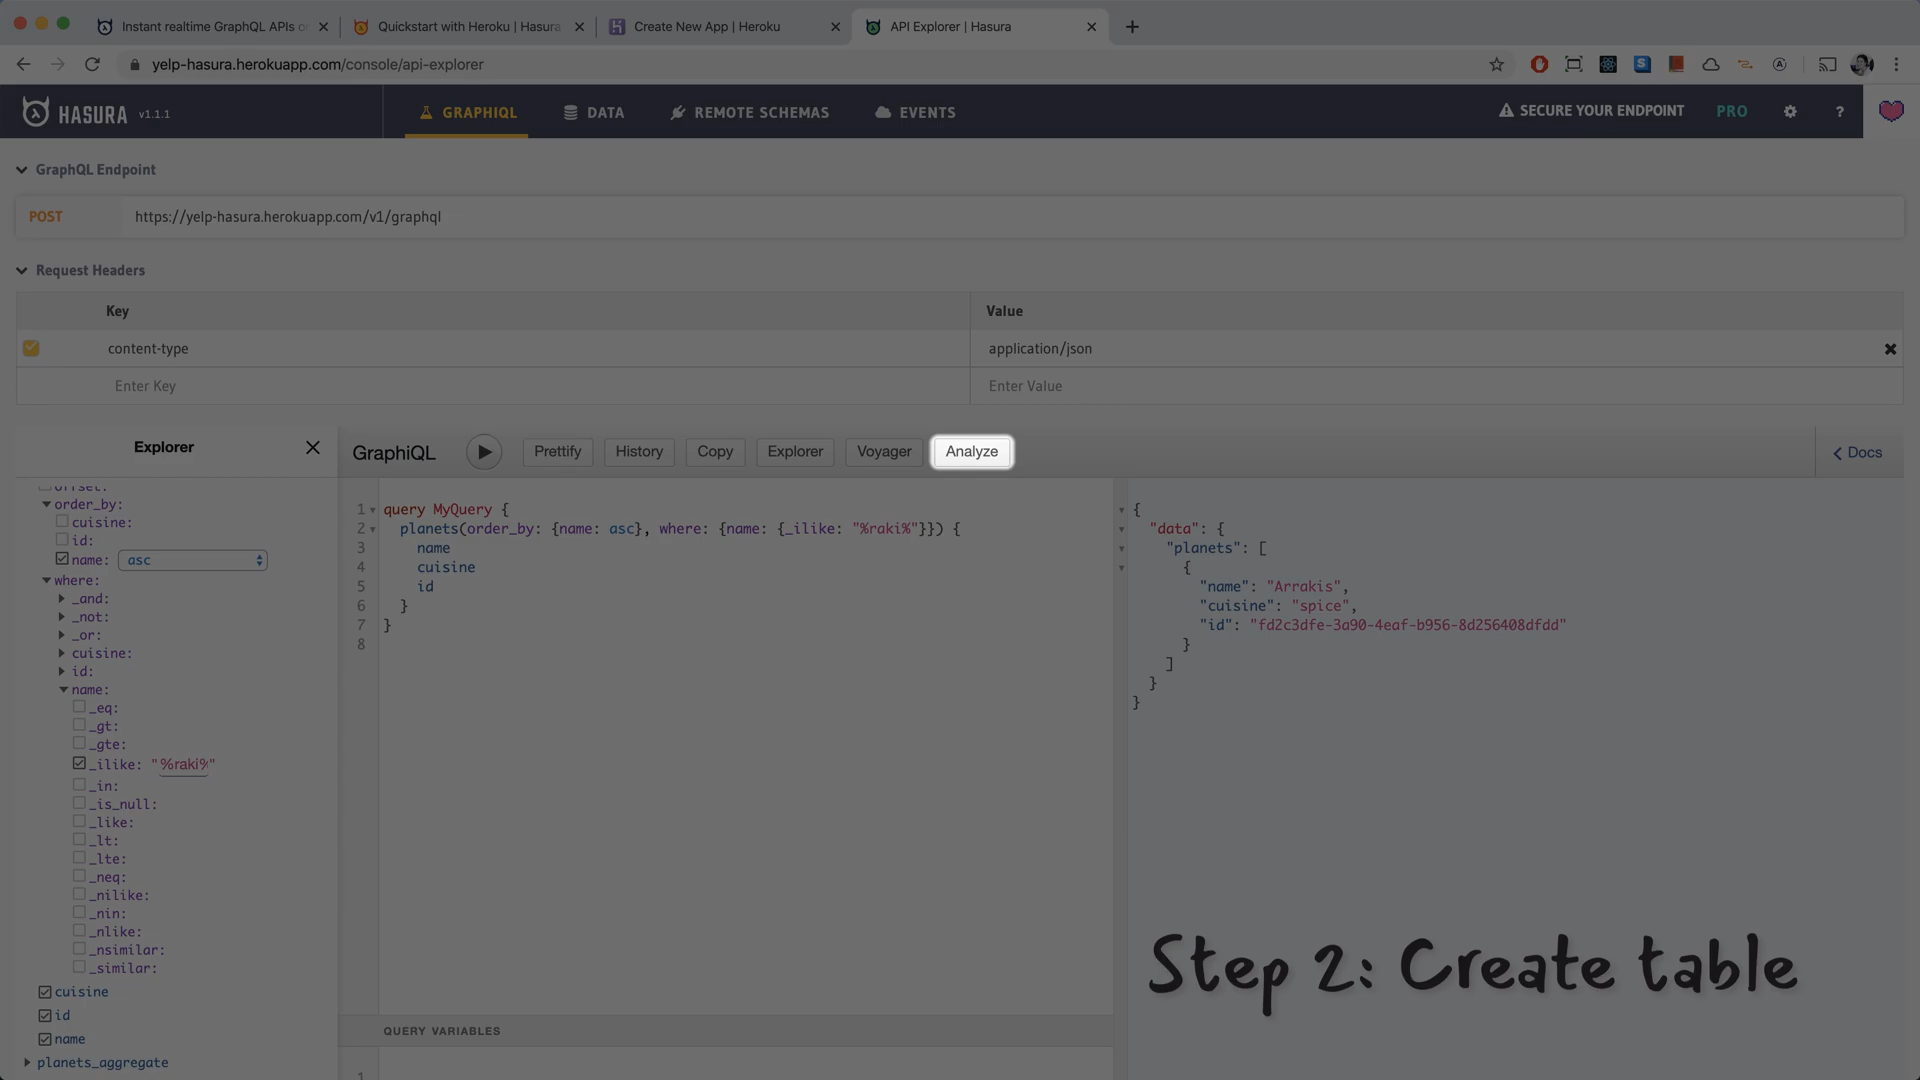 Instant realtime GraphQL APIs o
Quickstart with Heroku | Hasura
Create New App | Heroku
API Explorer | Hasura
yelp-hasura.herokuapp.com/console/api-explorer
HASURA v1.1.1
GRAPHIQL
DATA
REMOTE SCHEMAS
EVENTS
SECURE YOUR ENDPOINT
PRO
?
GraphQL Endpoint
POST https://yelp-hasura.herokuapp.com/v1/graphql
Request Headers
Key Value
content-type application/json
Enter Key Enter Value
Explorer
GraphiQL
Prettify
History
Copy
Explorer
Voyager
Analyze
Docs
offset:
order_by:
cuisine:
id:
name: asc
where:
_and:
_not:
_or:
cuisine:
id:
name:
_eq:
_gt:
_gte:
_ilike: "%raki%"
_in:
_is_null:
_like:
_lt:
_lte:
_neq:
_nilike:
_nin:
_nlike:
_nsimilar:
_similar:
cuisine
id
name
planets_aggregate
1 query MyQuery {
2 planets(order_by: {name: asc}, where: {name: {_ilike: "%raki%"}}) {
3 name
4 cuisine
5 id
6 }
7 }
8
QUERY VARIABLES
1
{
"data": {
"planets": [
{
"name": "Arrakis",
"cuisine": "spice",
"id": "fd2c3dfe-3a90-4eaf-b956-8d256408dfdd"
}
]
}
}
Step 2: Create table